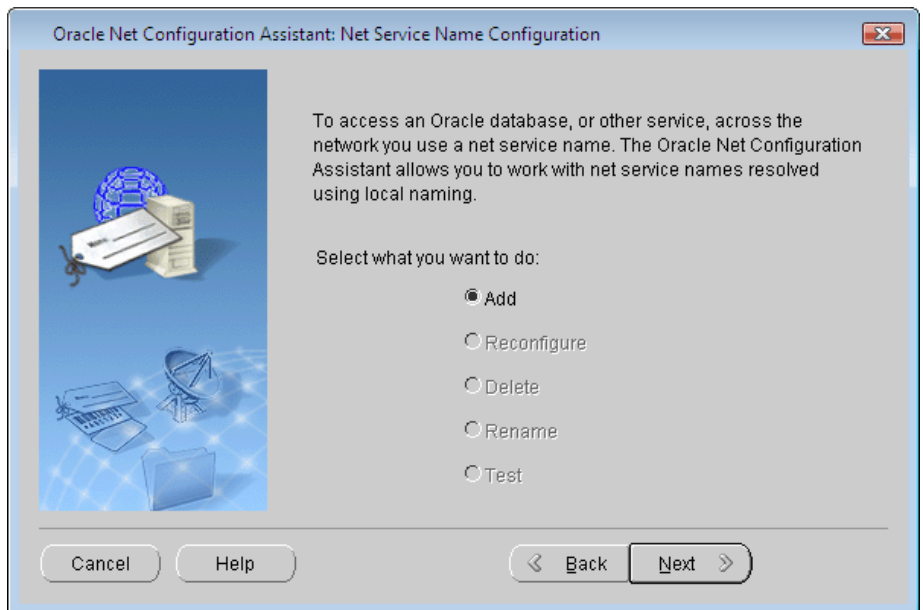 Oracle Net Configuration Assistant: Net Service Name Configuration
To access an Oracle database, or other service, across the
network you use a net service name. The Oracle Net Configuration
Assistant allows you to work with net service names resolved
using local naming.
Select what you want to do:
Add
Reconfigure
Delete
Rename
Test
Cancel
Help
Back
Next